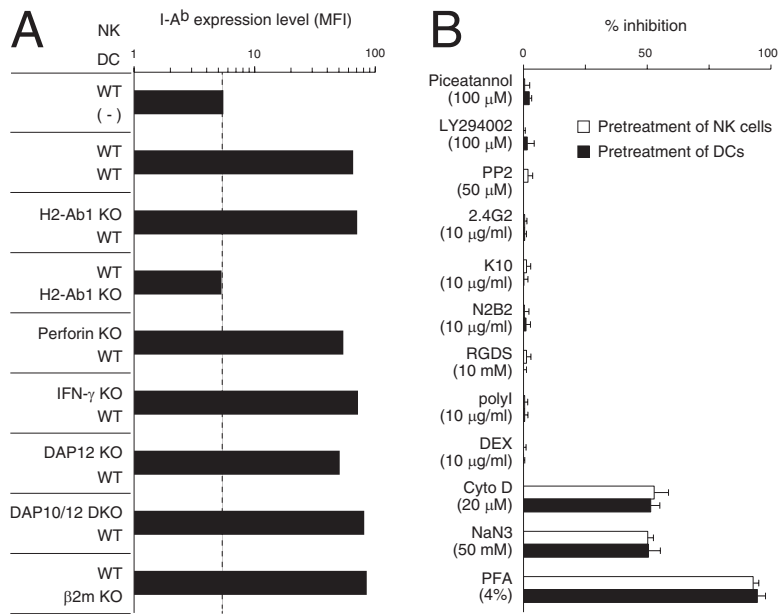 A
NK
DC
I-Ab expression level (MFI)
1 10 100
WT
( - )
WT
WT
H2-Ab1 KO
WT
WT
H2-Ab1 KO
Perforin KO
WT
IFN-γ KO
WT
DAP12 KO
WT
DAP10/12 DKO
WT
WT
β2m KO
B
% inhibition
0 50 100
Pretreatment of NK cells
Pretreatment of DCs
Piceatannol
(100 μM)
LY294002
(100 μM)
PP2
(50 μM)
2.4G2
(10 μg/ml)
K10
(10 μg/ml)
N2B2
(10 μg/ml)
RGDS
(10 mM)
polyI
(10 μg/ml)
DEX
(10 μg/ml)
Cyto D
(20 μM)
NaN3
(50 mM)
PFA
(4%)